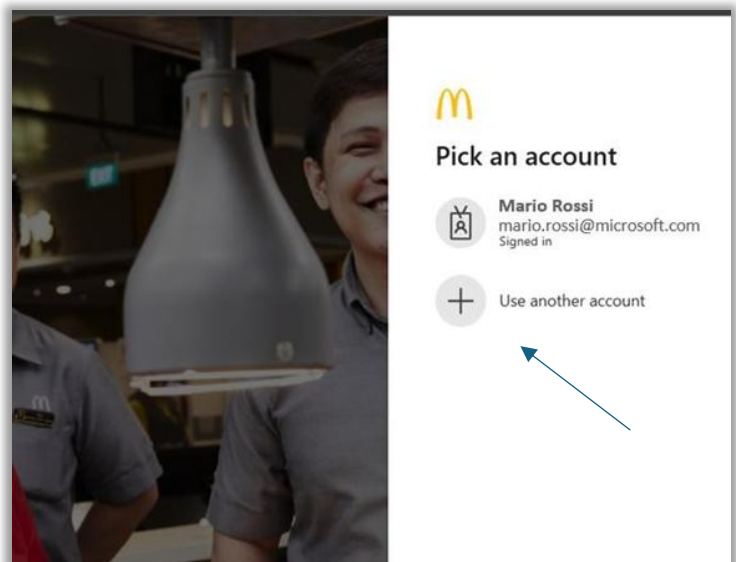 Pick an account
Mario Rossi
mario.rossi@microsoft.com
Signed in
Use another account